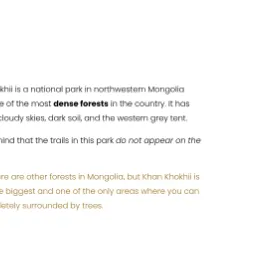 khii is a national park in northwestern Mongolia
e of the most dense forests in the country. It has
cloudy skies, dark soil, and the western grey tent.
ind that the trails in this park do not appear on the
re are other forests in Mongolia, but Khan Khokhii is
e biggest and one of the only areas where you can
letely surrounded by trees.